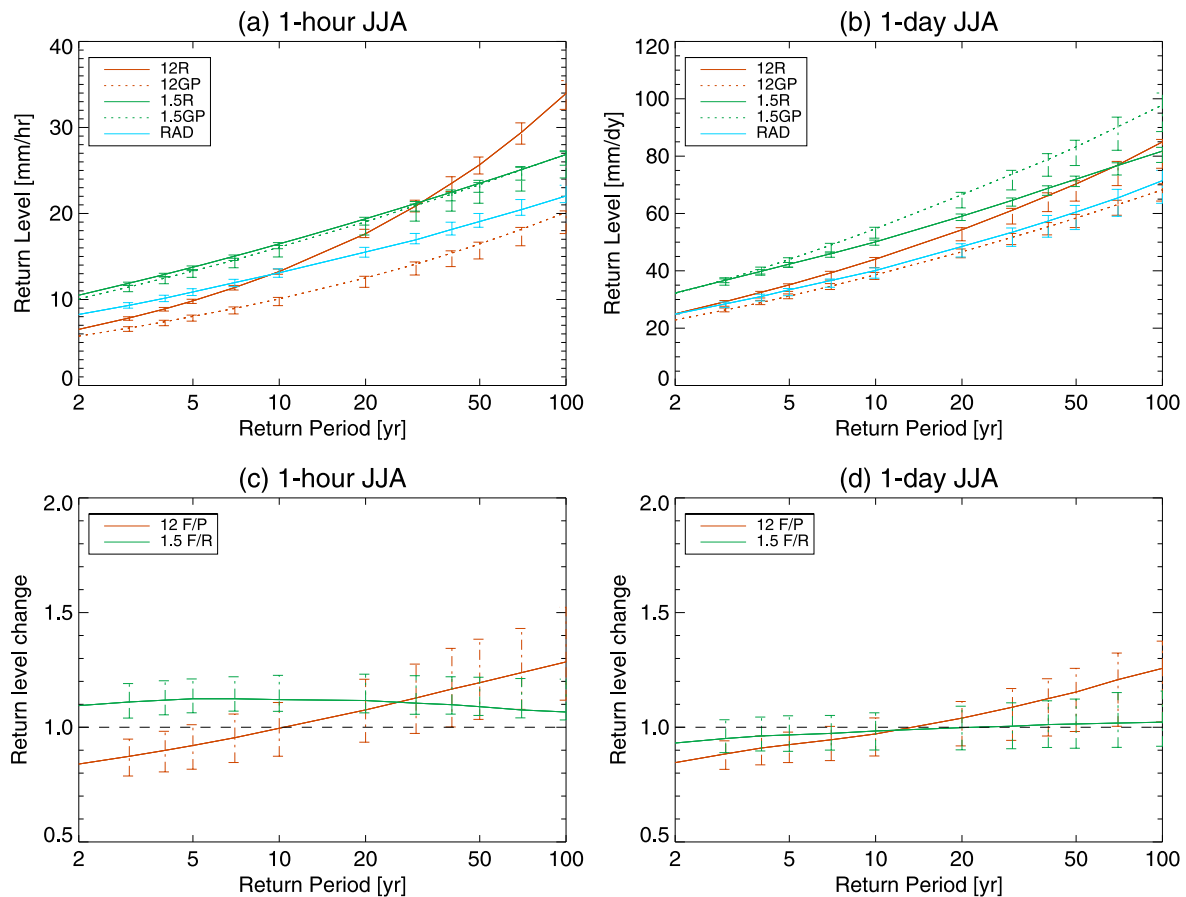 (a) 1-hour JJA
40
30
20
10
0
Return Level [mm/hr]
12R
12GP
1.5R
1.5GP
RAD
2 5 10 20 50 100
Return Period [yr]
(b) 1-day JJA
120
100
80
60
40
20
0
Return Level [mm/dy]
12R
12GP
1.5R
1.5GP
RAD
2 5 10 20 50 100
Return Period [yr]
(c) 1-hour JJA
2.0
1.5
1.0
0.5
Return level change
12 F/P
1.5 F/R
2 5 10 20 50 100
Return Period [yr]
(d) 1-day JJA
2.0
1.5
1.0
0.5
Return level change
12 F/P
1.5 F/R
2 5 10 20 50 100
Return Period [yr]